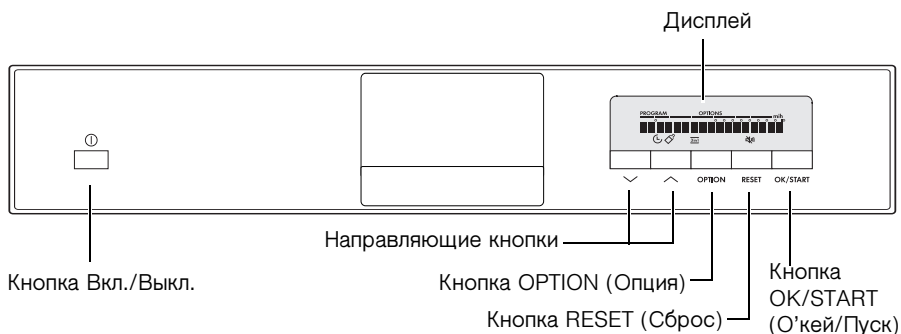 Дисплей
PROGRAM OPTIONS m/h
OPTION RESET OK/START
Направляющие кнопки
Кнопка Вкл./Выкл.
Кнопка OPTION (Опция)
Кнопка RESET (Сброс)
Кнопка
OK/START
(О'кей/Пуск)